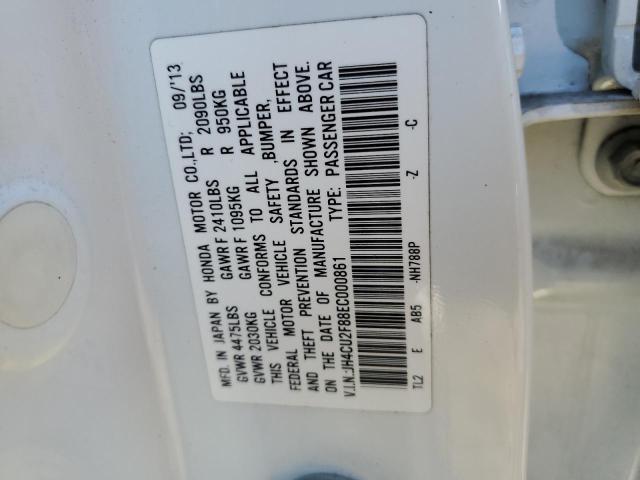 MFD. IN JAPAN BY HONDA MOTOR CO.,LTD; 09/'13
GVWR 4475LBS GAWR F 2410LBS R 2090LBS
GVWR 2030KG GAWR F 1095KG R 950KG
THIS VEHICLE CONFORMS TO ALL APPLICABLE
FEDERAL MOTOR VEHICLE SAFETY ,BUMPER,
AND THEFT PREVENTION STANDARDS IN EFFECT
ON THE DATE OF MANUFACTURE SHOWN ABOVE.
V.I.N.:JH4CU2F88EC000861 TYPE: PASSENGER CAR
TL2 E AB5 -NH788P -Z -C